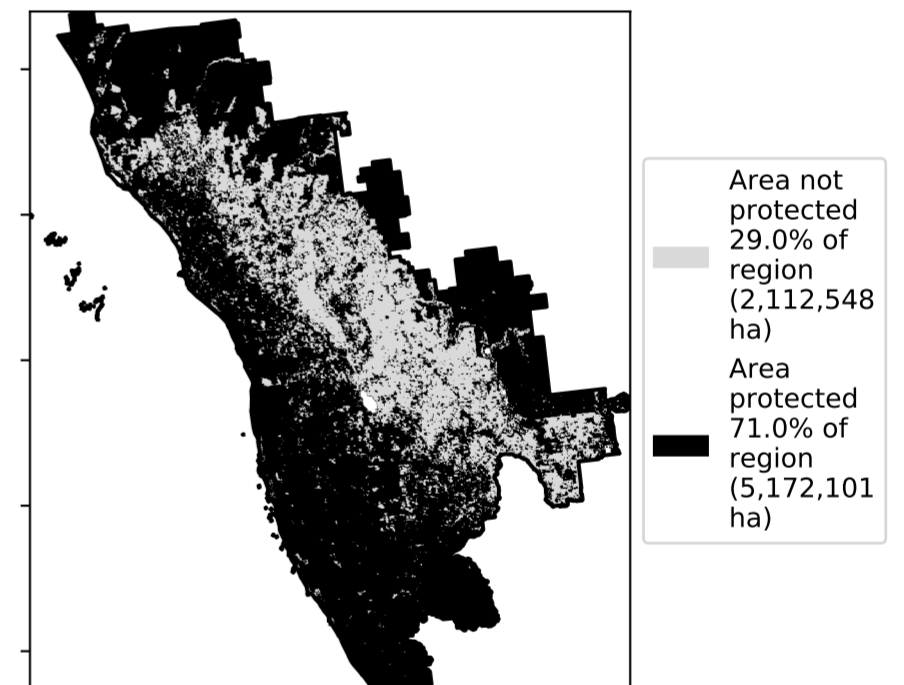 Area not
protected
29.0% of
region
(2,112,548
ha)
Area
protected
71.0% of
region
(5,172,101
ha)